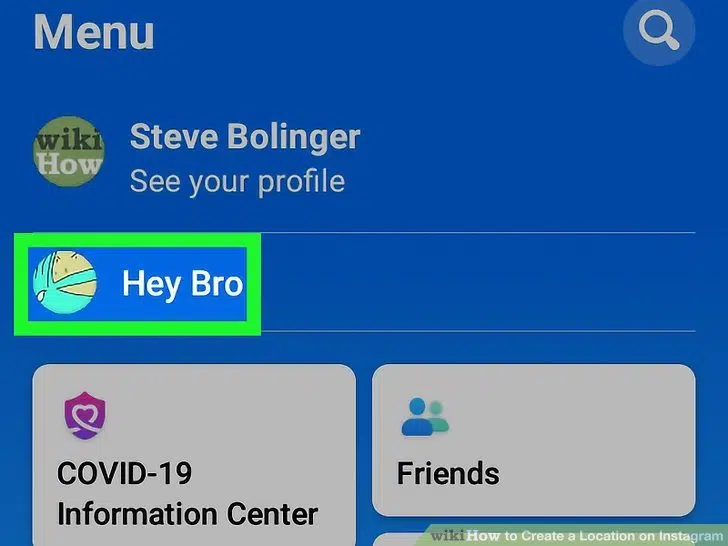 Menu
wiki
How
Steve Bolinger
See your profile
Hey Bro
COVID-19
Information Center
Friends
wikiHow to Create a Location on Instagram